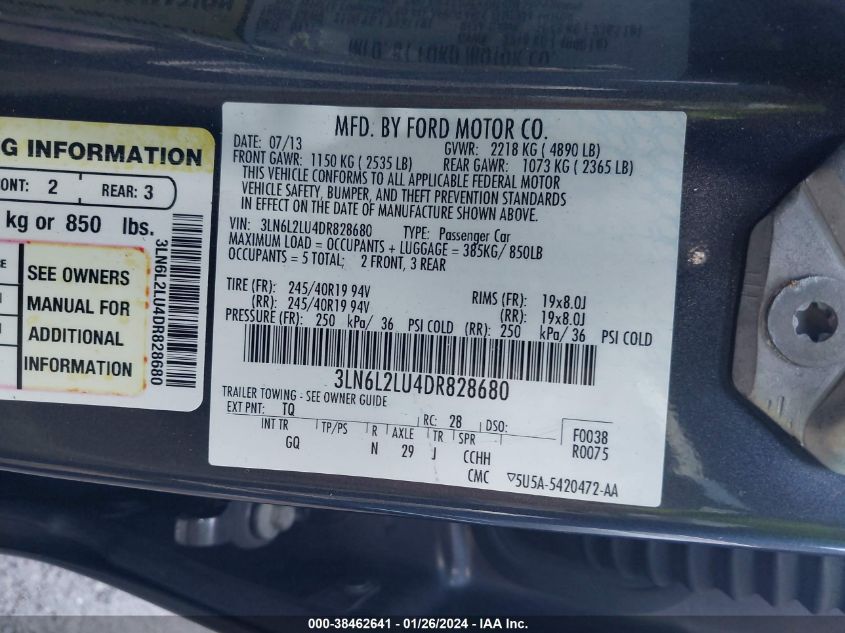 MFD. BY FORD MOTOR CO.
G INFORMATION
ONT: 2 REAR: 3
kg or 850 lbs.
SEE OWNERS
MANUAL FOR
ADDITIONAL
INFORMATION
3LN6L2LU4DR828680
MFD. BY FORD MOTOR CO.
DATE: 07/13 GVWR: 2218 KG ( 4890 LB)
FRONT GAWR: 1150 KG ( 2535 LB) REAR GAWR: 1073 KG ( 2365 LB)
THIS VEHICLE CONFORMS TO ALL APPLICABLE FEDERAL MOTOR
VEHICLE SAFETY, BUMPER, AND THEFT PREVENTION STANDARDS
IN EFFECT ON THE DATE OF MANUFACTURE SHOWN ABOVE.
VIN: 3LN6L2LU4DR828680 TYPE: Passenger Car
MAXIMUM LOAD = OCCUPANTS + LUGGAGE = 385KG/ 850LB
OCCUPANTS = 5 TOTAL; 2 FRONT, 3 REAR
TIRE (FR): 245/40R19 94V RIMS (FR): 19x8.0J
(RR): 245/40R19 94V (RR): 19x8.0J
PRESSURE (FR): 250 kPa/ 36 PSI COLD (RR): 250 kPa/ 36 PSI COLD
3LN6L2LU4DR828680
TRAILER TOWING - SEE OWNER GUIDE
EXT PNT: TQ RC: 28 DSO:
INT TR TP/PS R AXLE TR SPR F0038
GQ N 29 J CCHH R0075
CMC ▽5U5A-5420472-AA
000-38462641 - 01/26/2024 - IAA Inc.